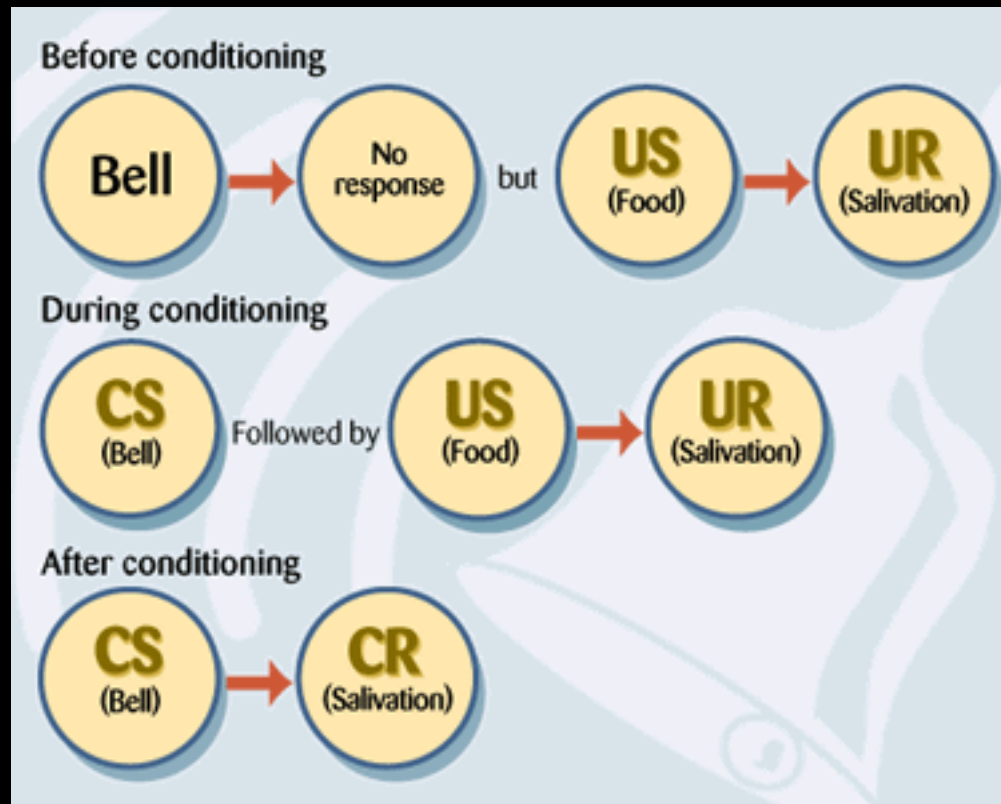 Before conditioning
Bell
No
response
but
US
(Food)
UR
(Salivation)
During conditioning
CS
(Bell)
Followed by
US
(Food)
UR
(Salivation)
After conditioning
CS
(Bell)
CR
(Salivation)